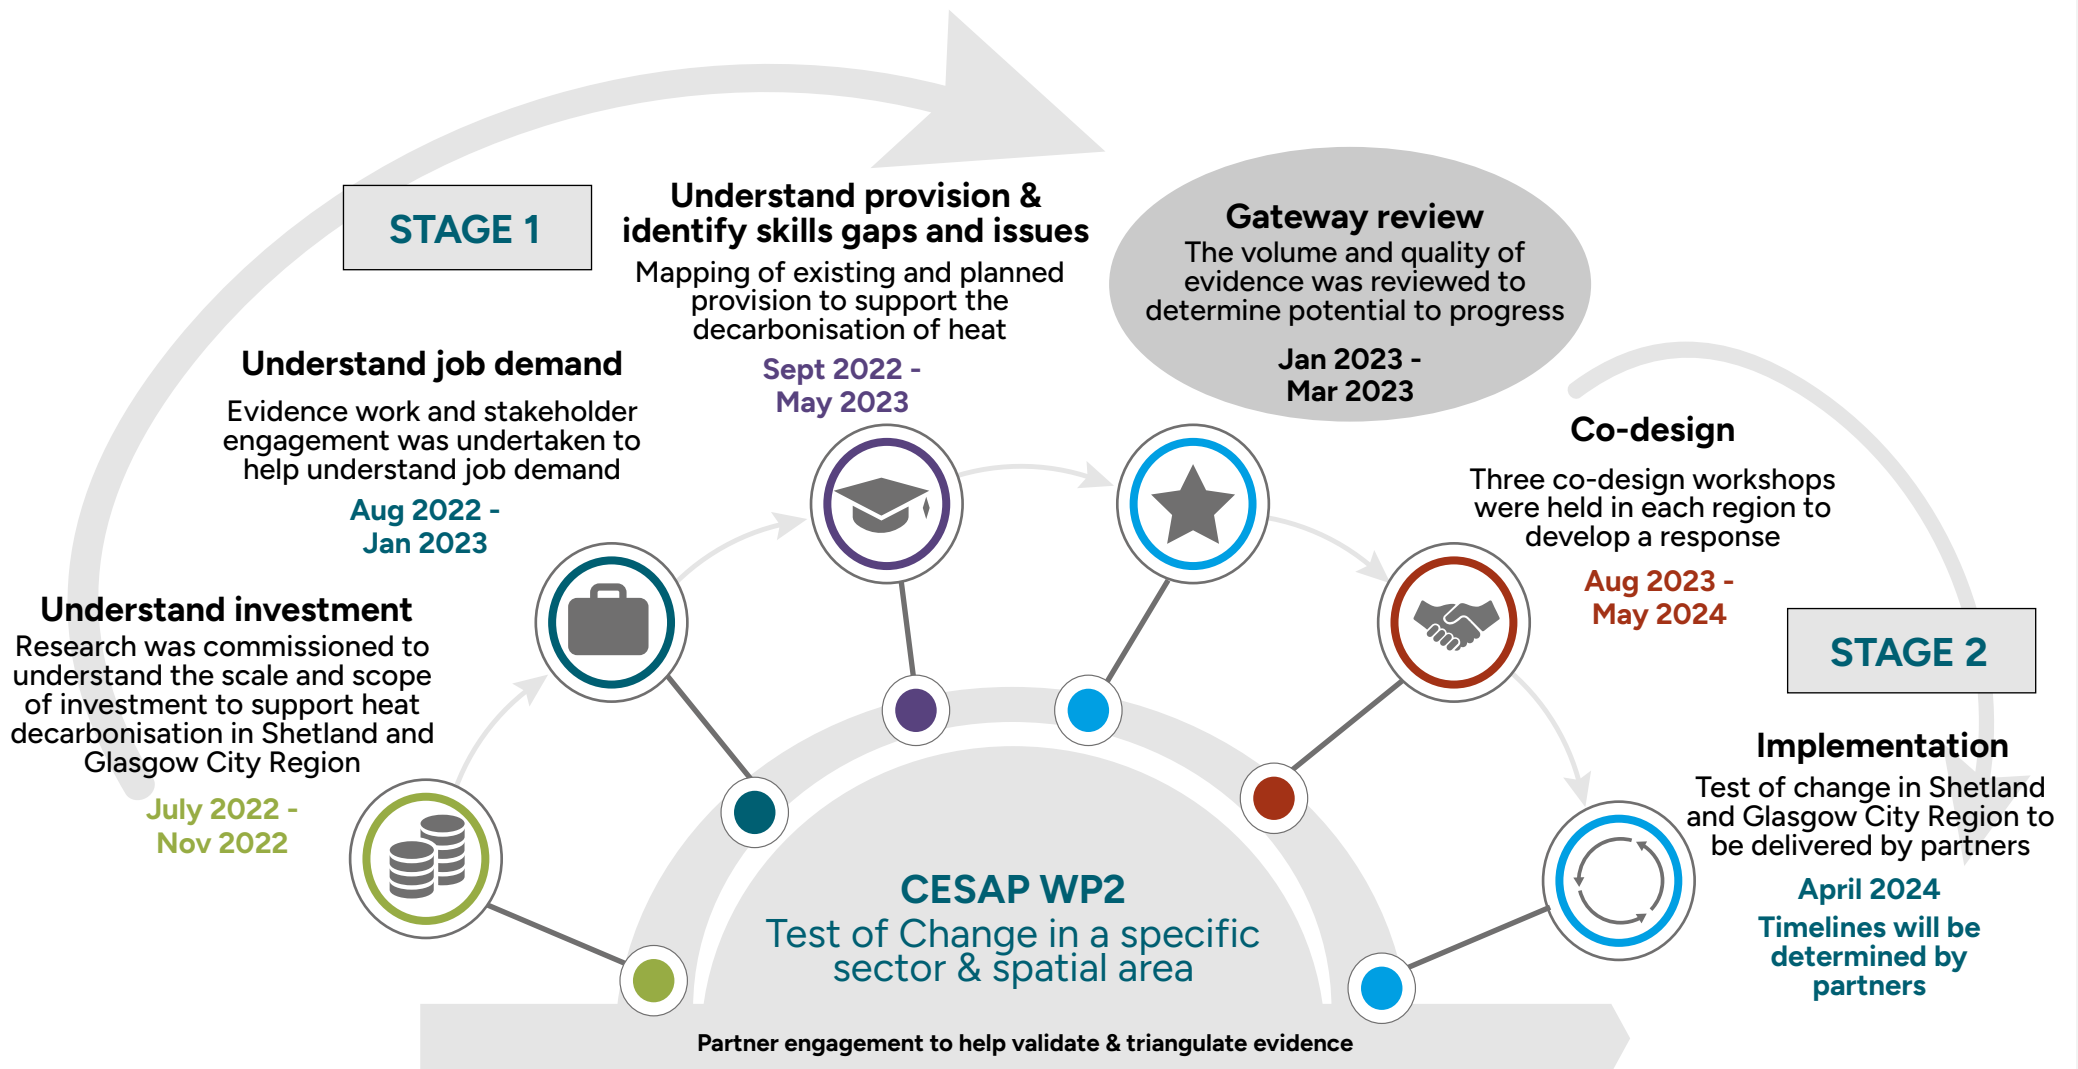 STAGE 1
Understand investment
Research was commissioned to
understand the scale and scope
of investment to support heat
decarbonisation in Shetland and
Glasgow City Region
July 2022 -
Nov 2022
Understand job demand
Evidence work and stakeholder
engagement was undertaken to
help understand job demand
Aug 2022 -
Jan 2023
Understand provision &
identify skills gaps and issues
Mapping of existing and planned
provision to support the
decarbonisation of heat
Sept 2022 -
May 2023
Gateway review
The volume and quality of
evidence was reviewed to
determine potential to progress
Jan 2023 -
Mar 2023
Co-design
Three co-design workshops
were held in each region to
develop a response
Aug 2023 -
May 2024
STAGE 2
Implementation
Test of change in Shetland
and Glasgow City Region to
be delivered by partners
April 2024
Timelines will be
determined by
partners
CESAP WP2
Test of Change in a specific
sector & spatial area
Partner engagement to help validate & triangulate evidence